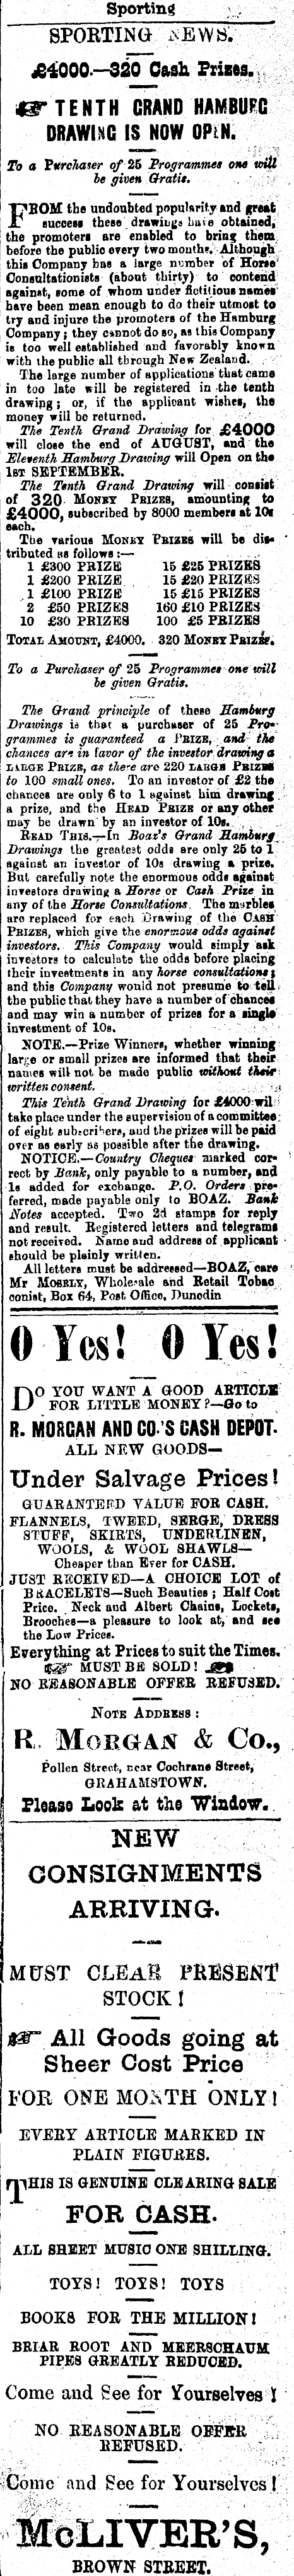 Sporting
SPORTING NEWS.
£4000.—320 Cash Prizes.
TENTH GRAND HAMBURG
DRAWING IS NOW OPEN.
To a Purchaser of 25 Programmes one will
be given Gratis.
FROM the undoubted popularity and great
success these drawings have obtained,
the promoters are enabled to bring them
before the public every two months. Although
this Company has a large number of Horse
Consultationists (about thirty) to contend
against, some of whom under fictitious names
have been mean enough to do their utmost to
try and injure the promoters of the Hamburg
Company; they cannot do so, as this Company
is too well established and favorably known
with the public all through New Zealand.
The large number of applications that came
in too late will be registered in the tenth
drawing; or, if the applicant wishes, the
money will be returned.
The Tenth Grand Drawing for £4000
will close the end of AUGUST, and the
Eleventh Hamburg Drawing will Open on the
1ST SEPTEMBER.
The Tenth Grand Drawing will consist
of 320 MONEY PRIZES, amounting to
£4000, subscribed by 8000 members at 10s
each.
The various MONEY PRIZES will be dis-
tributed as follows:—
1 £300 PRIZE 15 £25 PRIZES
1 £200 PRIZE 15 £20 PRIZES
1 £100 PRIZE 15 £15 PRIZES
2 £50 PRIZES 160 £10 PRIZES
10 £30 PRIZES 100 £5 PRIZES
TOTAL AMOUNT, £4000. 320 MONEY PRIZES.
To a Purchaser of 25 Programmes one will
be given Gratis.
The Grand principle of these Hamburg
Drawings is that a purchaser of 25 Pro-
grammes is guaranteed a PRIZE, and the
chances are in favor of the investor drawing a
LARGE PRIZE, as there are 220 LARGE PRIZES
to 100 small ones. To an investor of £2 the
chances are only 6 to 1 against him drawing
a prize, and the HEAD PRIZE or any other
may be drawn by an investor of 10s.
READ THIS.—In Boaz's Grand Hamburg
Drawings the greatest odds are only 25 to 1
against an investor of 10s drawing a prize.
But carefully note the enormous odds against
investors drawing a Horse or Cash Prize in
any of the Horse Consultations. The marbles
are replaced for each Drawing of the CASH
PRIZES, which give the enormous odds against
investors. This Company would simply ask
investors to calculate the odds before placing
their investments in any horse consultations;
and this Company would not presume to tell
the public that they have a number of chances
and may win a number of prizes for a single
investment of 10s.
NOTE.—Prize Winners, whether winning
large or small prizes are informed that their
names will not be made public without their
written consent.
This Tenth Grand Drawing for £4000 wil
take place under the supervision of a committee
of eight subscribers, and the prizes will be paid
over as early as possible after the drawing.
NOTICE.—Country Cheques marked cor-
rect by Bank, only payable to a number, and
1s added for exchange. P.O. Orders pre-
ferred, made payable only to BOAZ. Bank
Notes accepted. Two 2d stamps for reply
and result. Registered letters and telegrams
not received. Name and address of applicant
should be plainly written.
All letters must be addressed—BOAZ, care
Mr MOSELY, Wholesale and Retail Tobac
conist, Box 64, Post Office, Dunedin
O Yes! O Yes!
DO YOU WANT A GOOD ARTICLE
FOR LITTLE MONEY?—Go to
R. MORGAN AND CO.'S CASH DEPOT.
ALL NEW GOODS—
Under Salvage Prices!
GUARANTEED VALUE FOR CASH.
FLANNELS, TWEED, SERGE, DRESS
STUFF, SKIRTS, UNDERLINEN,
WOOLS, & WOOL SHAWLS—
Cheaper than Ever for CASH.
JUST RECEIVED—A CHOICE LOT of
BRACELETS—Such Beauties; Half Cost
Price. Neck and Albert Chains, Lockets,
Brooches—a pleasure to look at, and see
the Low Prices.
Everything at Prices to suit the Times.
MUST BE SOLD!
NO REASONABLE OFFER REFUSED.
NOTE ADDRESS:
R. MORGAN & Co.,
Pollen Street, near Cochrane Street,
GRAHAMSTOWN.
Please Look at the Window.
NEW
CONSIGNMENTS
ARRIVING.
MUST CLEAR PRESENT
STOCK!
All Goods going at
Sheer Cost Price
FOR ONE MONTH ONLY!
EVERY ARTICLE MARKED IN
PLAIN FIGURES.
THIS IS GENUINE CLEARING SALE
FOR CASH.
ALL SHEET MUSIC ONE SHILLING.
TOYS! TOYS! TOYS
BOOKS FOR THE MILLION!
BRIAR ROOT AND MEERSCHAUM
PIPES GREATLY REDUCED.
Come and See for Yourselves!
NO REASONABLE OFFER
REFUSED.
Come and See for Yourselves!
McLIVER'S,
BROWN STREET.